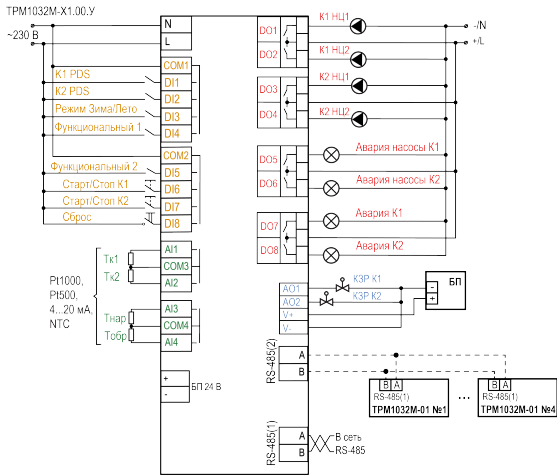 ТРМ1032М-Х1.00.У
~230 В
N
L
COM1
К1 PDS
DI1
К2 PDS
DI2
Режим Зима/Лето
DI3
Функциональный 1
DI4
COM2
Функциональный 2
DI5
Старт/Стоп К1
DI6
Старт/Стоп К2
DI7
Сброс
DI8
Pt1000,
Pt500,
4...20 мА,
NTC
Тк1
AI1
COM3
Тк2
AI2
Тнар
AI3
COM4
Тобр
AI4
+
-
БП 24 В
DO1
К1 НЦ1
-/N
+/L
DO2
К1 НЦ2
DO3
К2 НЦ1
DO4
К2 НЦ2
DO5
Авария насосы К1
DO6
Авария насосы К2
DO7
Авария К1
DO8
Авария К2
AO1
КЗР К1
AO2
КЗР К2
V+
V-
-
+
БП
RS-485(2)
A
B
B A
RS-485(1)
ТРМ1032М-01 №1
...
B A
RS-485(1)
ТРМ1032М-01 №4
RS-485(1)
A
B
В сеть
RS-485